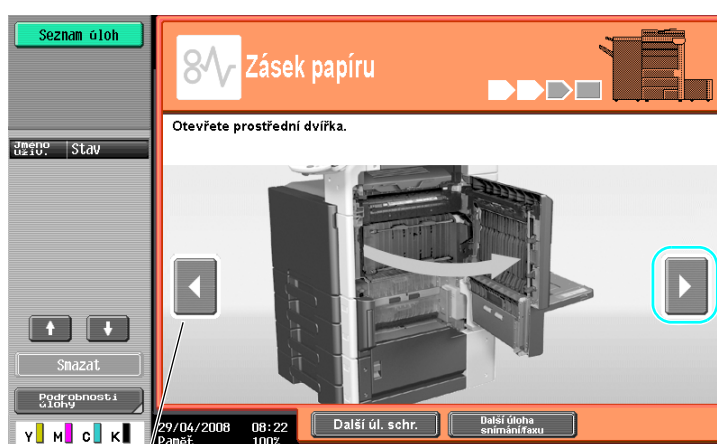 Seznam úloh
Zásek papíru
Otevřete prostřední dvířka.
Jméno uživ.
Stav
Smazat
Podrobnosti úlohy
Y M C K
29/04/2008 08:22
Paměť 100%
Další úl. schr.
Další úloha
snímání/faxu